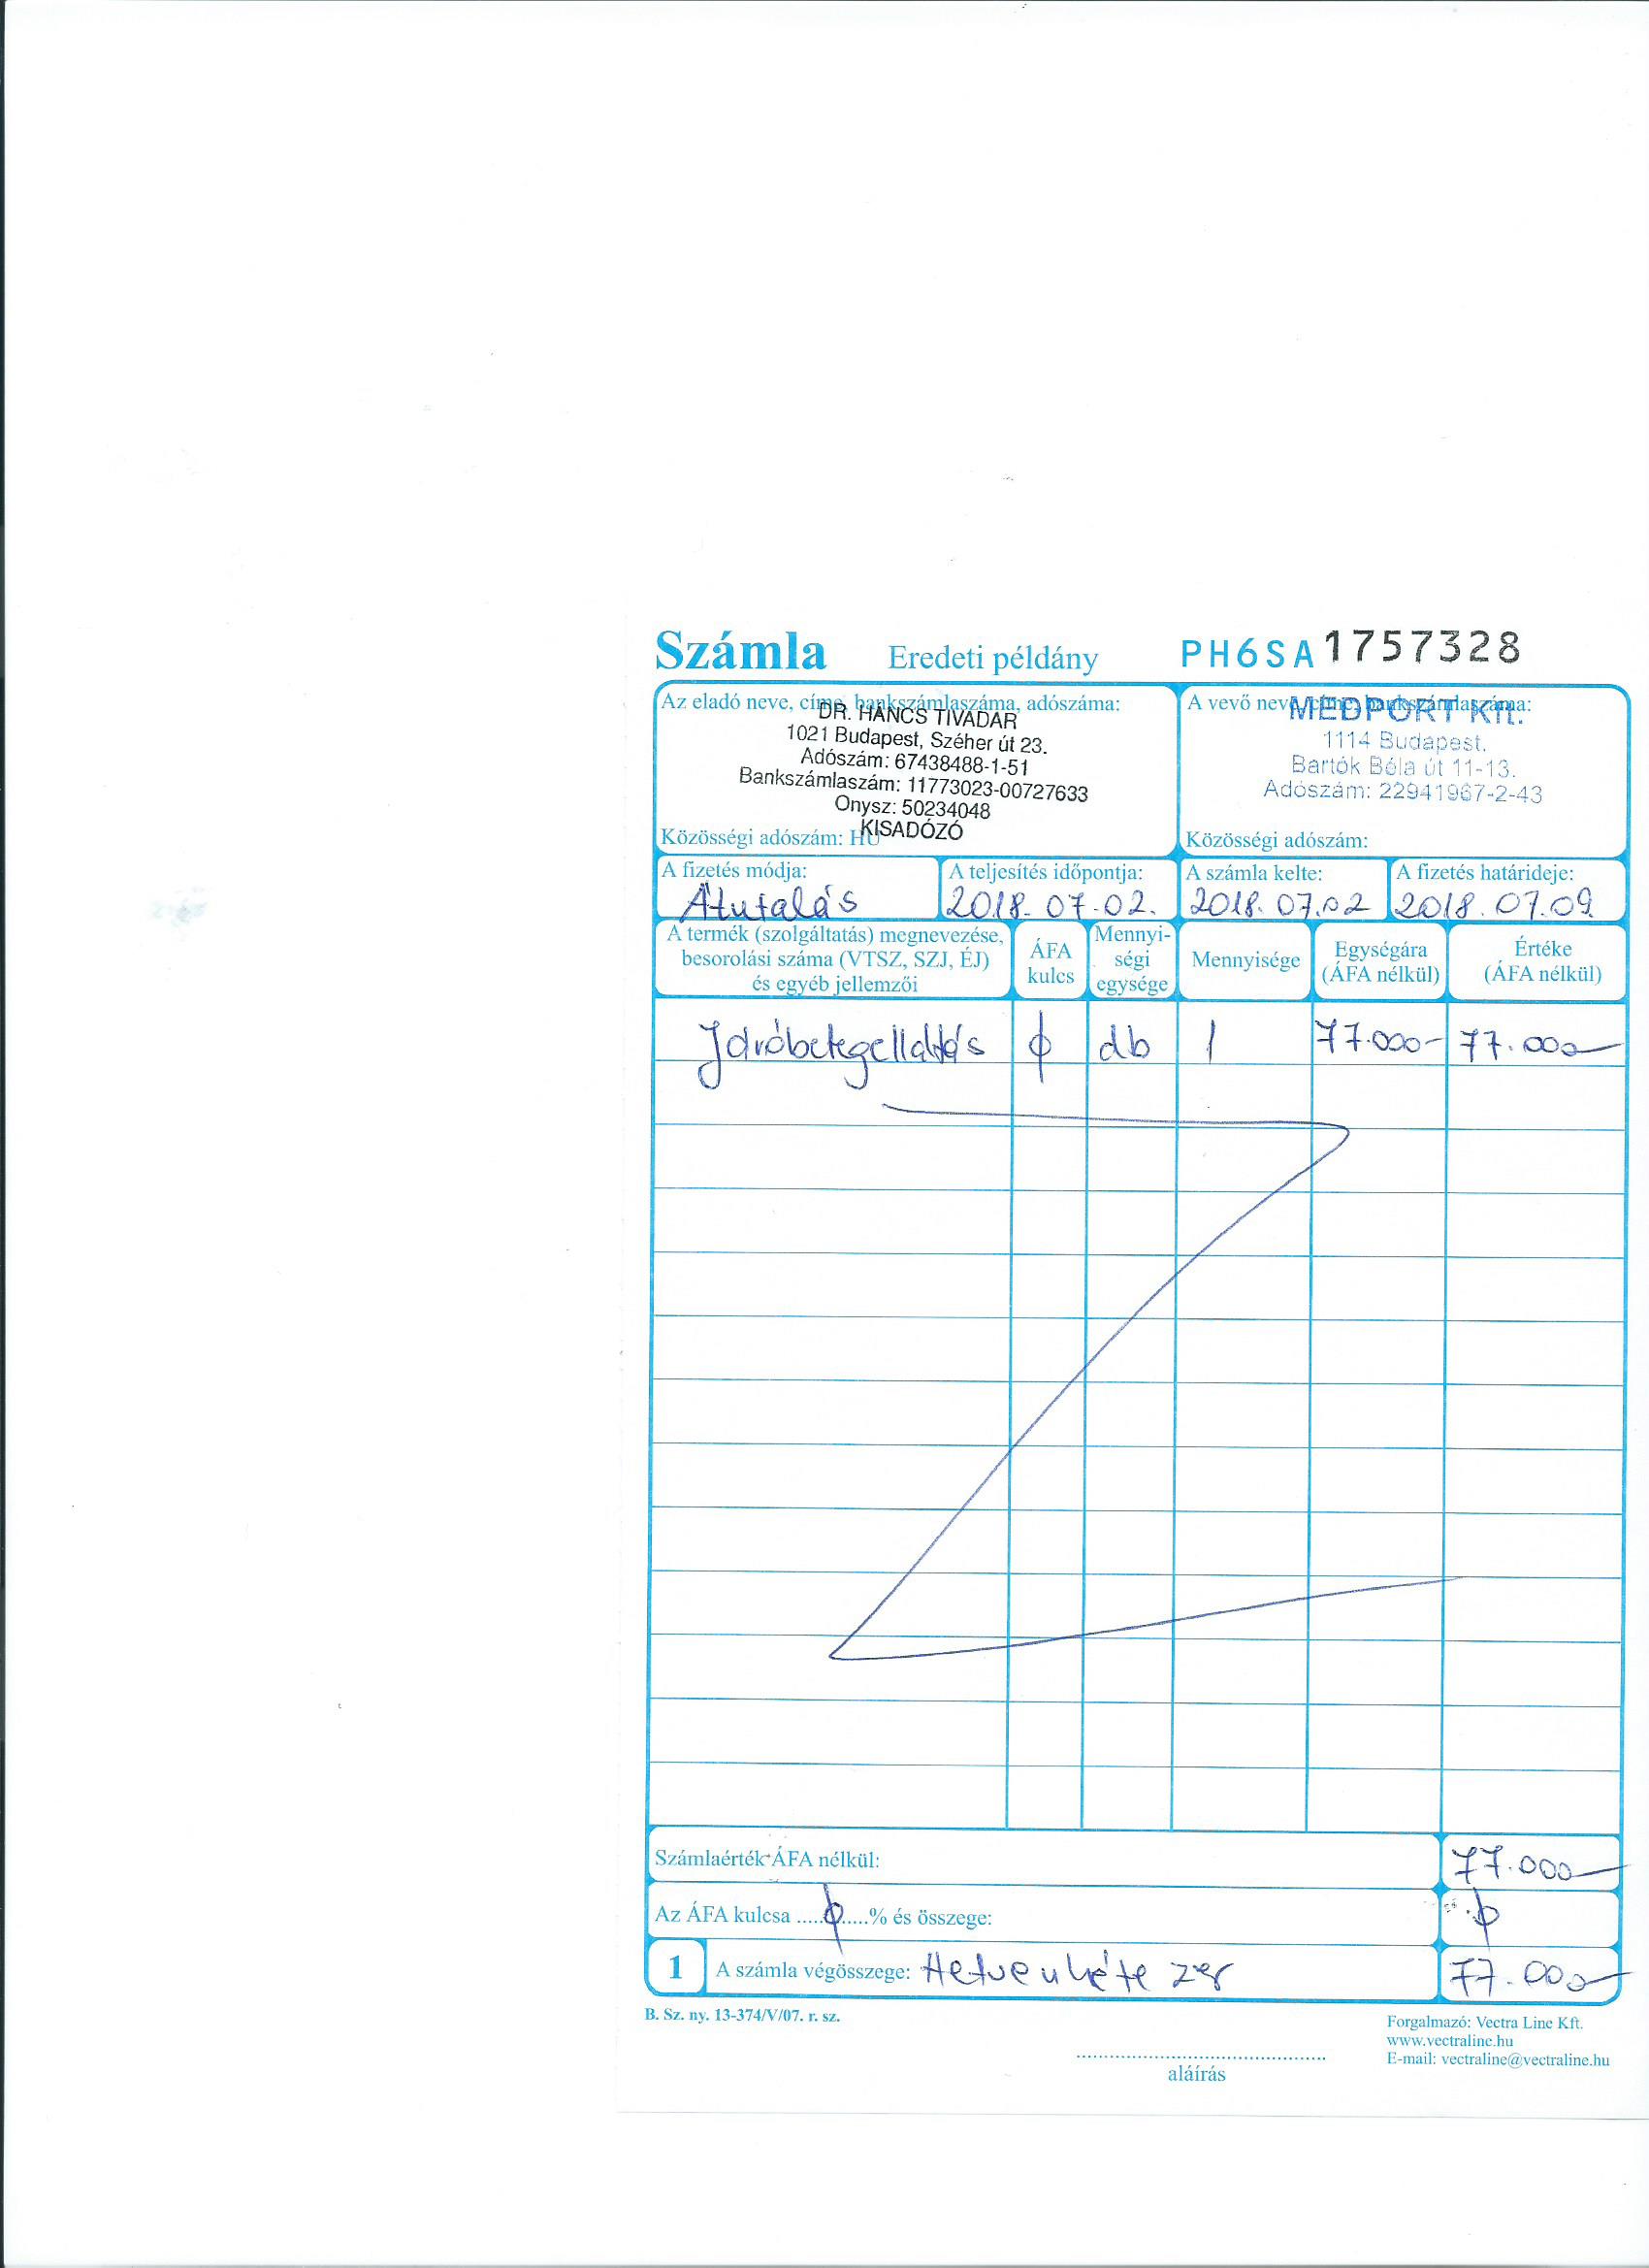 Számla Eredeti példány PH6SA1757328
Az eladó neve, címe, bankszámlaszáma, adószáma:
DR. HANCS TIVADAR
1021 Budapest, Széher út 23.
Adószám: 67438488-1-51
Bankszámlaszám: 11773023-00727633
Onysz: 50234048
KISADÓZÓ
Közösségi adószám: HU
A vevő neve, címe, bankszámlaszáma:
MEDPORT Kft.
1114 Budapest.
Bartók Béla út 11-13.
Adószám: 22941967-2-43
Közösségi adószám:
A fizetés módja: A teljesítés időpontja: A számla kelte: A fizetés határideje:
Átutalás 2018.07.02. 2018.07.02 2018.07.09.
A termék (szolgáltatás) megnevezése,
besorolási száma (VTSZ, SZJ, ÉJ)
és egyéb jellemzői
ÁFA
kulcs
Mennyi-
ségi
egysége
Mennyisége
Egységára
(ÁFA nélkül)
Értéke
(ÁFA nélkül)
Járóbetegellátás 0 db 1 77.000- 77.000-
Számlaérték ÁFA nélkül: 77.000-
Az ÁFA kulcsa .....0.....% és összege: 0
1 A számla végösszege: Hetvenhétezer 77.000-
B. Sz. ny. 13-374/V/07. r. sz.
Forgalmazó: Vectra Line Kft.
www.vectraline.hu
E-mail: vectraline@vectraline.hu
aláírás